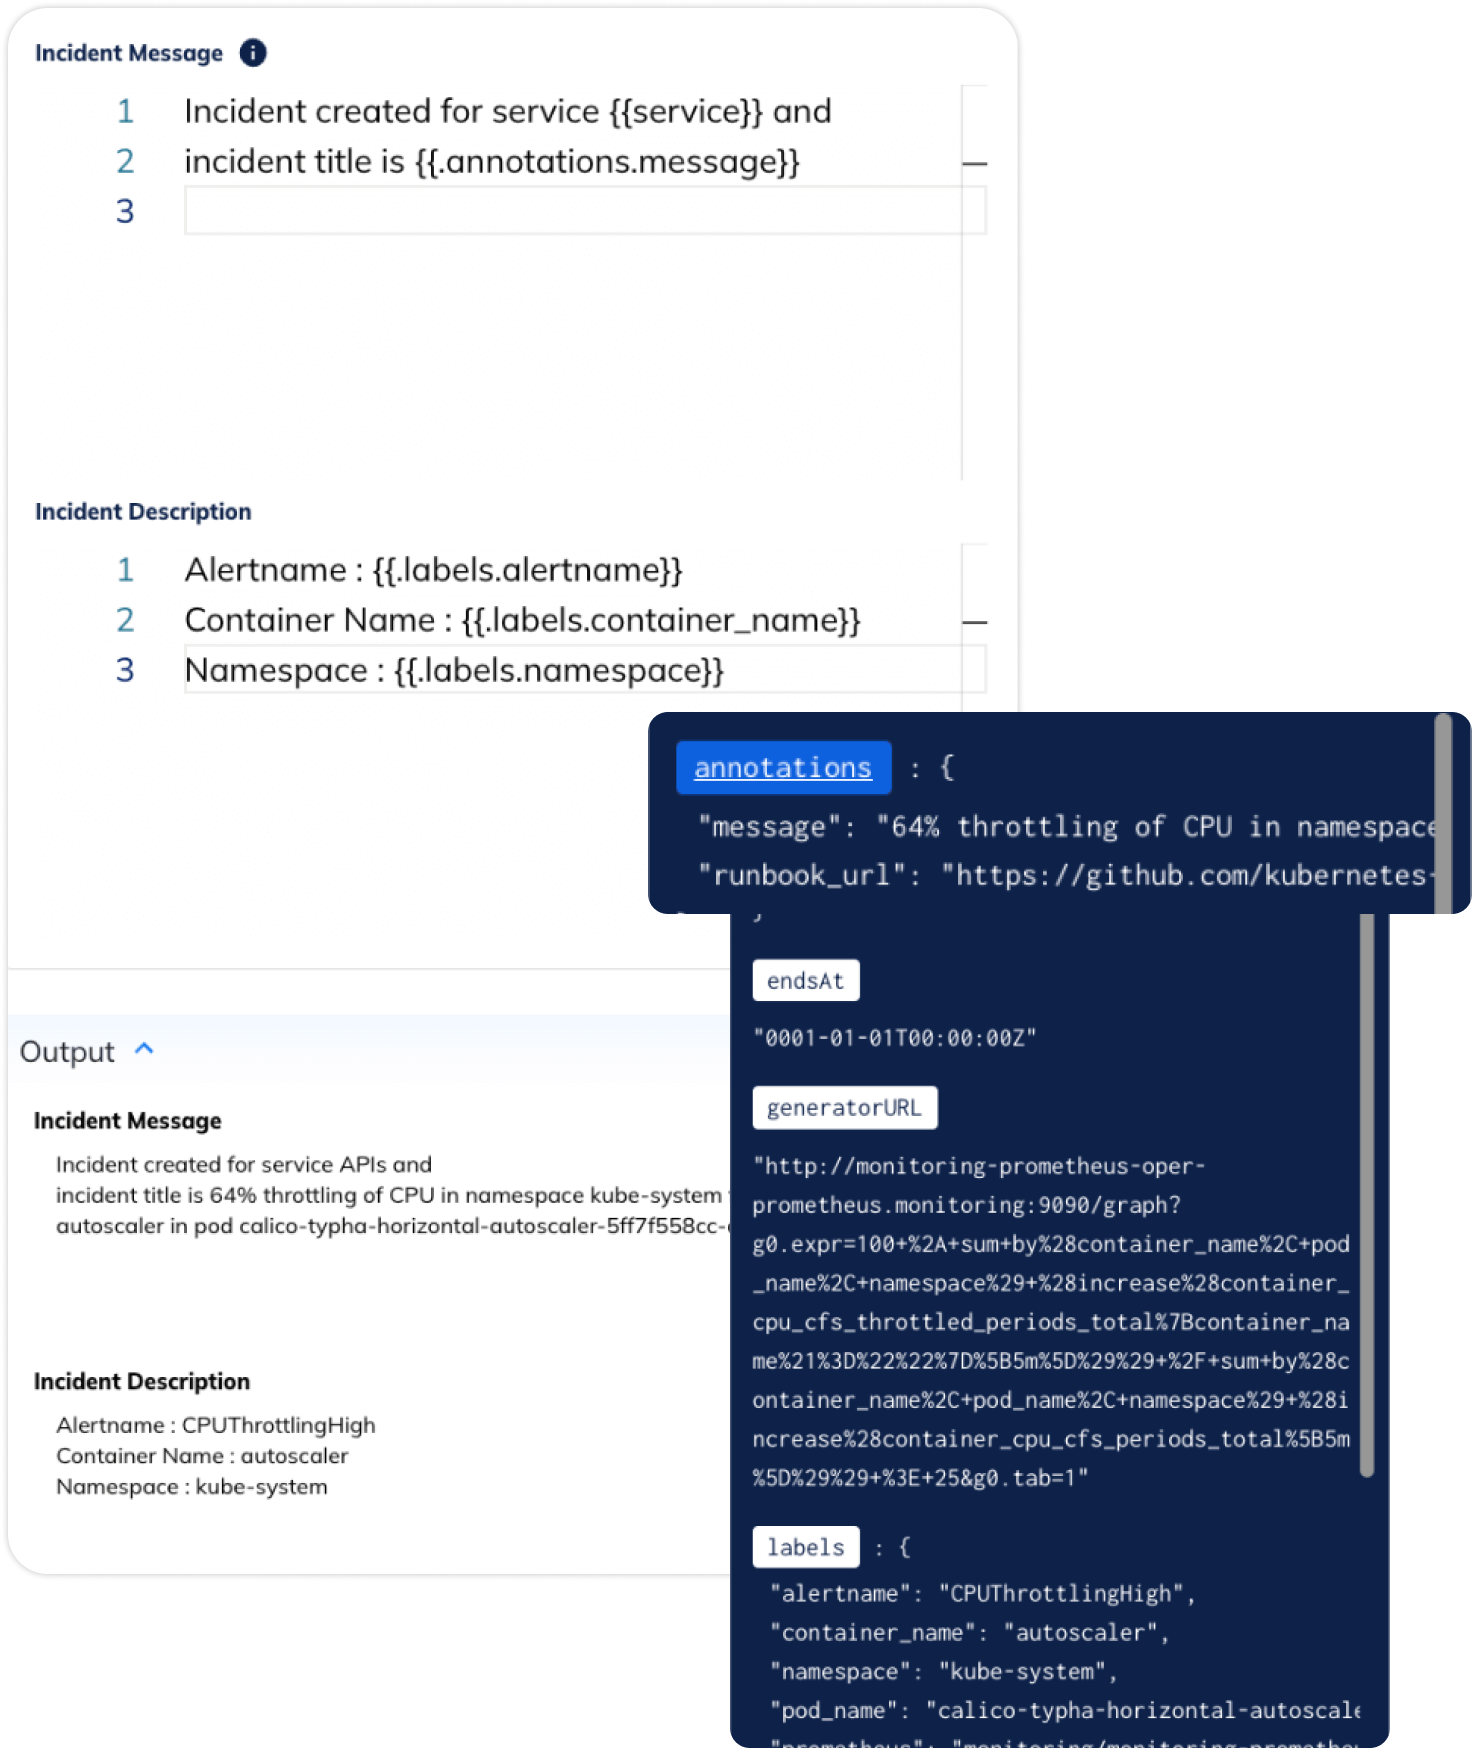 Incident Message
1 Incident created for service {{service}} and
2 incident title is {{.annotations.message}}
3
Incident Description
1 Alertname : {{.labels.alertname}}
2 Container Name : {{.labels.container_name}}
3 Namespace : {{.labels.namespace}}
annotations : {
"message": "64% throttling of CPU in namespace
"runbook_url": "https://github.com/kubernetes-
}
endsAt
"0001-01-01T00:00:00Z"
generatorURL
"http://monitoring-prometheus-oper-
prometheus.monitoring:9090/graph?
g0.expr=100+%2A+sum+by%28container_name%2C+pod
_name%2C+namespace%29+%28increase%28container_
cpu_cfs_throttled_periods_total%7Bcontainer_na
me%21%3D%22%22%7D%5B5m%5D%29%29+%2F+sum+by%28c
ontainer_name%2C+pod_name%2C+namespace%29+%28i
ncrease%28container_cpu_cfs_periods_total%5B5m
%5D%29%29+%3E+25&g0.tab=1"
labels : {
"alertname": "CPUThrottlingHigh",
"container_name": "autoscaler",
"namespace": "kube-system",
"pod_name": "calico-typha-horizontal-autoscale
"prometheus": "monitoring/monitoring-promethe
Output
Incident Message
Incident created for service APIs and
incident title is 64% throttling of CPU in namespace kube-system
autoscaler in pod calico-typha-horizontal-autoscaler-5ff7f558cc-
Incident Description
Alertname : CPUThrottlingHigh
Container Name : autoscaler
Namespace : kube-system